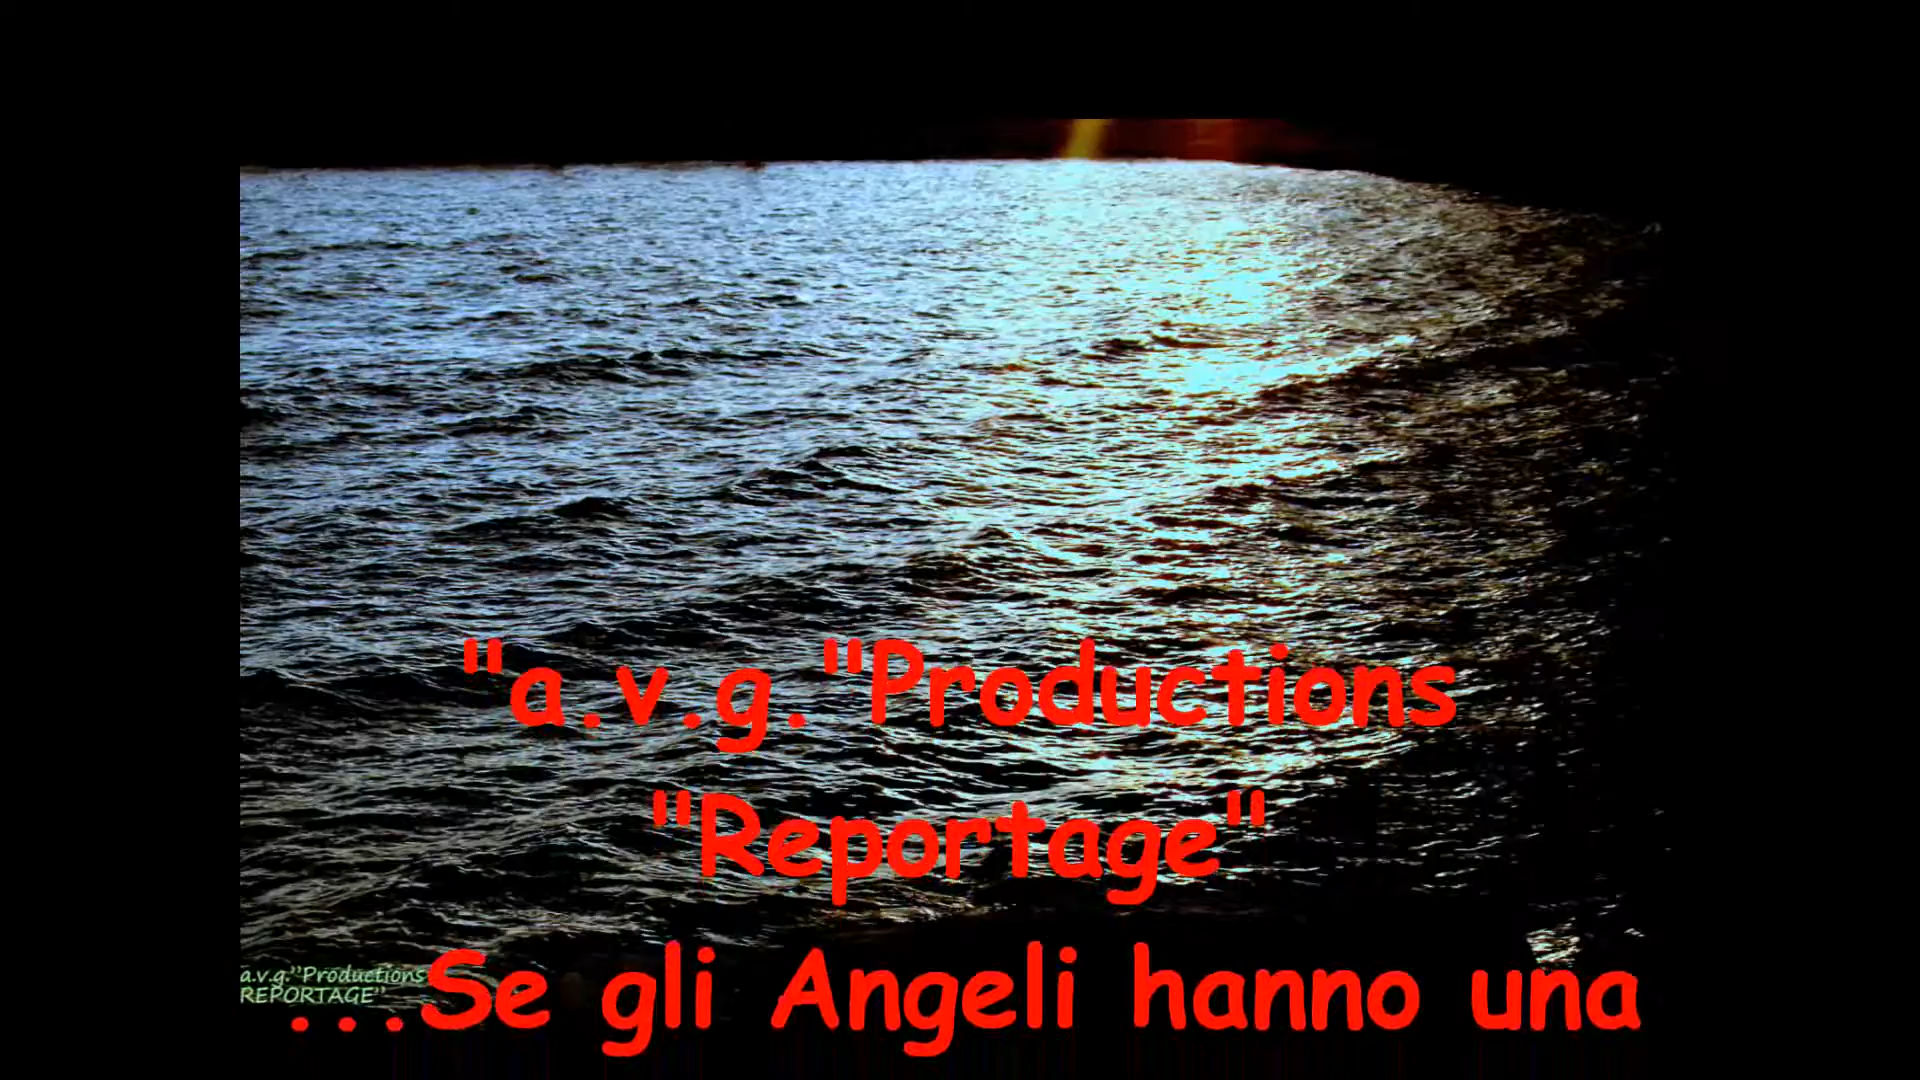 "a.v.g."Productions
"Reportage"
a.v.g."Productions
REPORTAGE"
...Se gli Angeli hanno una